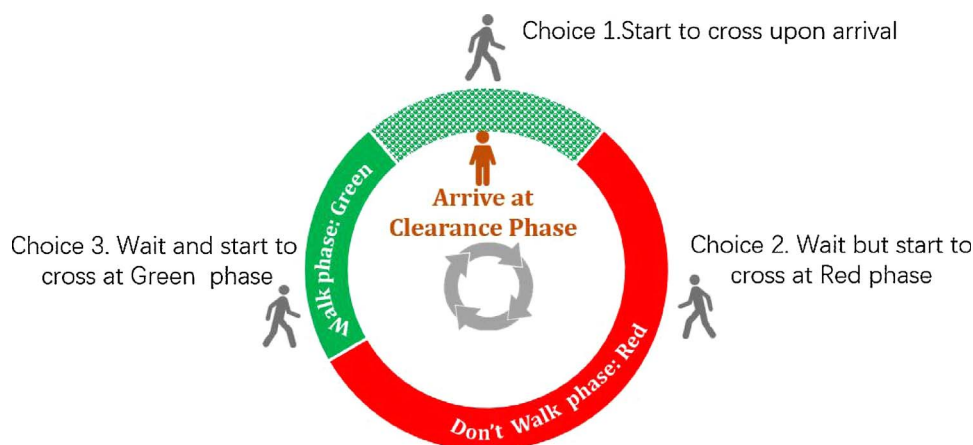 Choice 1.Start to cross upon arrival
Arrive at
Clearance Phase
Walk phase: Green
Choice 3. Wait and start to
cross at Green phase
Choice 2. Wait but start to
cross at Red phase
Don't Walk phase: Red